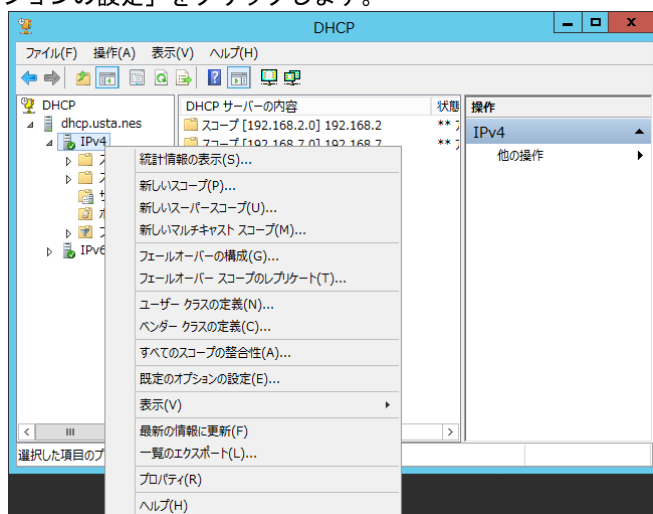 ションの設定」をクリックします。
DHCP
ファイル(F) 操作(A) 表示(V) ヘルプ(H)
DHCP
dhcp.usta.nes
IPv4
IPv6
DHCP サーバーの内容 状態
スコープ [192.168.2.0] 192.168.2 **
スコープ [192.168.7.0] 192.168.7 **
操作
IPv4
他の操作
統計情報の表示(S)...
新しいスコープ(P)...
新しいスーパースコープ(U)...
新しいマルチキャスト スコープ(M)...
フェールオーバーの構成(G)...
フェールオーバー スコープのレプリケート(T)...
ユーザー クラスの定義(N)...
ベンダー クラスの定義(C)...
すべてのスコープの整合性(A)...
既定のオプションの設定(E)...
表示(V)
最新の情報に更新(F)
一覧のエクスポート(L)...
プロパティ(R)
ヘルプ(H)
選択した項目のプ